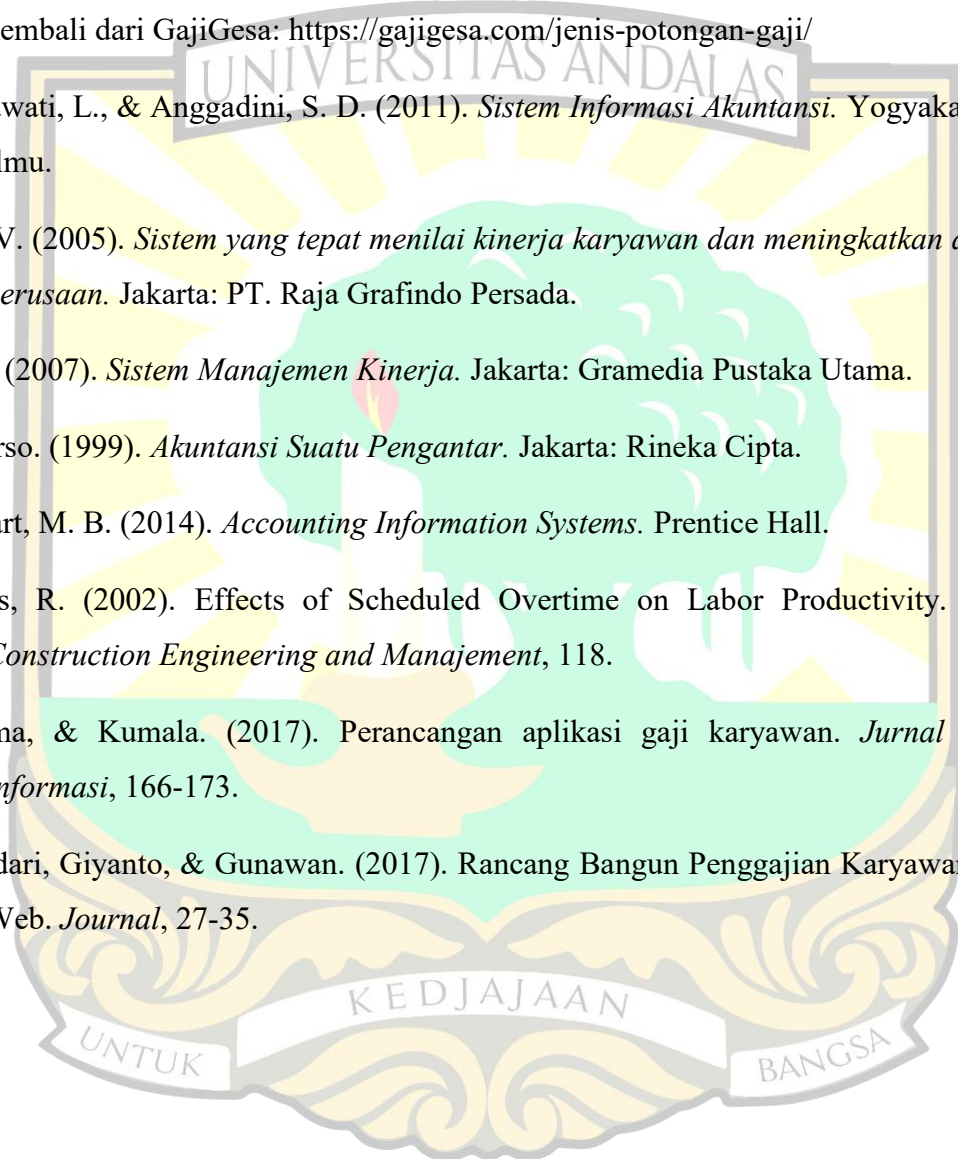 embali dari GajiGesa: https://gajigesa.com/jenis-potongan-gaji/
UNIVERSITAS ANDALAS
wati, L., & Anggadini, S. D. (2011). Sistem Informasi Akuntansi. Yogyaka
lmu.
V. (2005). Sistem yang tepat menilai kinerja karyawan dan meningkatkan d
erusaan. Jakarta: PT. Raja Grafindo Persada.
(2007). Sistem Manajemen Kinerja. Jakarta: Gramedia Pustaka Utama.
rso. (1999). Akuntansi Suatu Pengantar. Jakarta: Rineka Cipta.
art, M. B. (2014). Accounting Information Systems. Prentice Hall.
s, R. (2002). Effects of Scheduled Overtime on Labor Productivity.
Construction Engineering and Manajement, 118.
na, & Kumala. (2017). Perancangan aplikasi gaji karyawan. Jurnal
nformasi, 166-173.
dari, Giyanto, & Gunawan. (2017). Rancang Bangun Penggajian Karyawan
Web. Journal, 27-35.
UNTUK KEDJAJAAN BANGSA